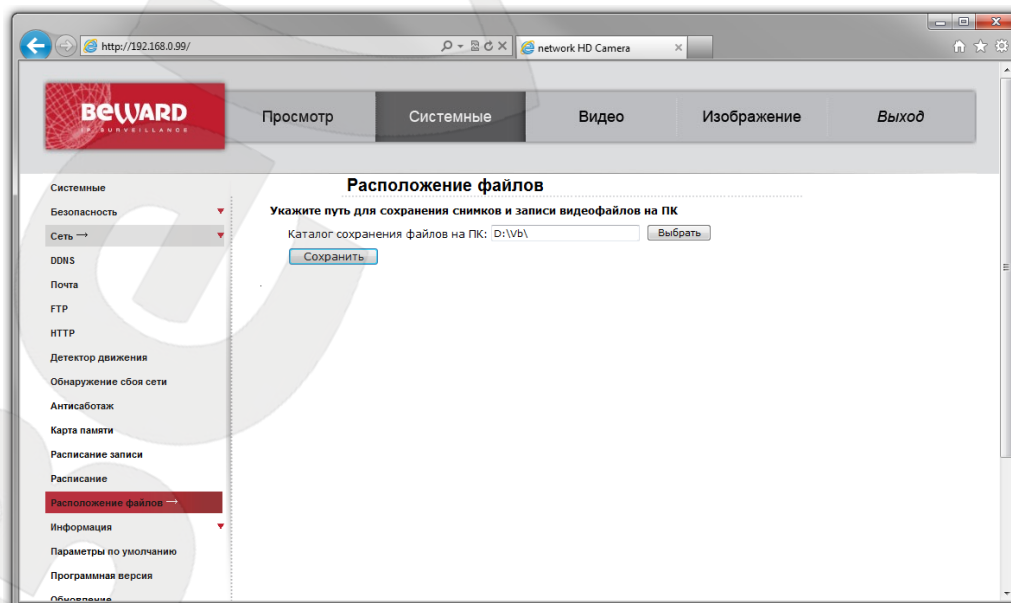 http://192.168.0.99/
network HD Camera
BEWARD
IP SURVEILLANCE
Просмотр
Системные
Видео
Изображение
Выход
Системные
Безопасность
Сеть →
DDNS
Почта
FTP
HTTP
Детектор движения
Обнаружение сбоя сети
Антисаботаж
Карта памяти
Расписание записи
Расписание
Расположение файлов →
Информация
Параметры по умолчанию
Программная версия
Обновление
Расположение файлов
Укажите путь для сохранения снимков и записи видеофайлов на ПК
Каталог сохранения файлов на ПК: D:\Vb\ Выбрать
Сохранить